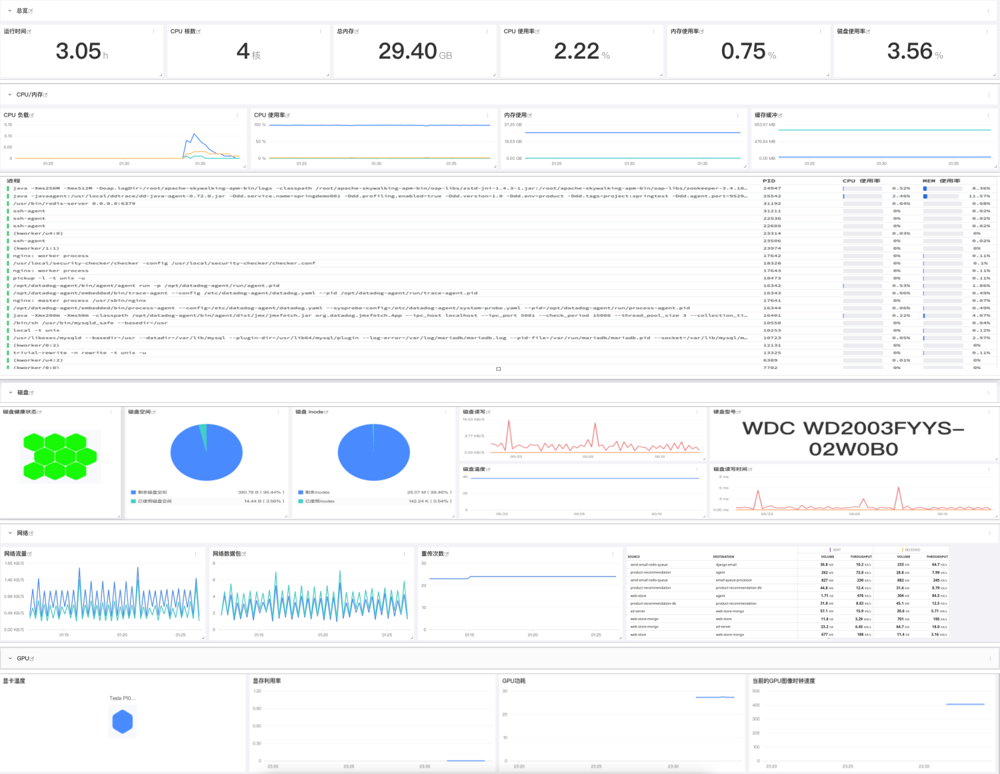 总览
运行时间
3.05 h
CPU 核数
4 核
总内存
29.40 GB
CPU 使用率
2.22 %
内存使用率
0.75 %
磁盘使用率
3.56 %
CPU/内存
CPU 负载
0.15
0.10
0.05
0
01:25 01:30 01:35
CPU 使用率
100 %
50 %
0 %
01:25 01:30 01:35
内存使用
37.25 GB
18.63 GB
0.00 GB
01:25 01:30 01:35
缓存缓冲
953.67 MB
476.84 MB
0.00 MB
01:25 01:30 01:35
进程 PID CPU 使用率 MEM 使用率
java -Xms256M -Xmx512M -Doap.logDir=/root/apache-skywalking-apm-bin/logs -classpath /root/apache-skywalking-apm-bin/oap-libs/zstd-jni-1.4.3-1.jar:/root/apache-skywalking-apm-bin/oap-libs/zookeeper-3.4.10... 24947 0.52% 8.36%
java -javaagent:/usr/local/ddtrace/dd-java-agent-0.72.0.jar -Ddd.service.name=springdemo001 -Ddd.profiling.enabled=true -Ddd.version=1.0 -Ddd.env=product -Ddd.tags=project:springtest -Ddd.agent.port=9529... 25542 2.46% 11.57%
/usr/bin/redis-server 0.0.0.0:6379 31192 0.04% 0.08%
ssh-agent 31211 0% 0.02%
ssh-agent 22536 0% 0.02%
ssh-agent 22609 0% 0.02%
(kworker/u4:0) 23314 0.03% 0%
ssh-agent 23506 0% 0.02%
(kworker/1:1) 23974 0% 0%
nginx: worker process 17642 0% 0.11%
/usr/local/security-checker/checker -config /usr/local/security-checker/checker.conf 18328 0% 0.1%
nginx: worker process 17643 0% 0.11%
pickup -l -t unix -u 18473 0% 0.11%
/opt/datadog-agent/bin/agent/agent run -p /opt/datadog-agent/run/agent.pid 16342 0.53% 1.86%
/opt/datadog-agent/embedded/bin/trace-agent --config /etc/datadog-agent/datadog.yaml --pid /opt/datadog-agent/run/trace-agent.pid 16343 0.06% 0.49%
nginx: master process /usr/sbin/nginx 17641 0% 0.07%
/opt/datadog-agent/embedded/bin/process-agent --config=/etc/datadog-agent/datadog.yaml --sysprobe-config=/etc/datadog-agent/system-probe.yaml --pid=/opt/datadog-agent/run/process-agent.pid 16344 0.06% 0.49%
java -Xmx200m -Xms50m -classpath /opt/datadog-agent/bin/agent/dist/jmx/jmxfetch.jar org.datadog.jmxfetch.App --ipc_host localhost --ipc_port 5001 --check_period 15000 --thread_pool_size 3 --collection_ti... 16401 0.22% 4.07%
/bin/sh /usr/bin/mysqld_safe --basedir=/usr 10558 0% 0.04%
local -t unix 10253 0% 0.12%
/usr/libexec/mysqld --basedir=/usr --datadir=/var/lib/mysql --plugin-dir=/usr/lib64/mysql/plugin --log-error=/var/log/mariadb/mariadb.log --pid-file=/var/run/mariadb/mariadb.pid --socket=/var/lib/mysql/m... 10723 0.05% 2.97%
(kworker/0:2) 12131 0% 0%
trivial-rewrite -n rewrite -t unix -u 13325 0% 0.11%
(kworker/u4:2) 6389 0.01% 0%
(kworker/0:0) 7702 0% 0%
磁盘
磁盘健康状态
磁盘空间
剩余磁盘空间 390.78 B ( 96.44% )
已使用磁盘空间 14.44 B ( 3.56% )
磁盘 Inode
剩余inodes 26.07 M ( 99.46% )
已使用inodes 142.24 K ( 0.54% )
磁盘读写
19.53 KB/S
9.77 KB/S
0.00 KB/S
05/23 00:05 00:10
磁盘温度
40
20
0
05/23 00:05 00:10
硬盘型号
WDC WD2003FYYS-
02W0B0
磁盘读写时间
9 ms
6 ms
3 ms
0.00 ms
05/23 00:05 00:10
网络
网络流量
1.95 KB/S
1.46 KB/S
0.98 KB/S
0.49 KB/S
0.00 KB/S
01:15 01:20 01:25
网络数据包
8
6
4
2
0
01:15 01:20 01:25
重传次数
30
20
10
0
01:15 01:20 01:25
SENT RECEIVED
SOURCE DESTINATION VOLUME THROUGHPUT VOLUME THROUGHPUT
send-email-redis-queue django-email 36.8 MB 10.2 KB/s 233 MB 64.7 KB/s
product-recommendation agent 262 MB 72.8 KB/s 28.8 MB 7.99 KB/s
send-email-redis-queue email-queue-processor 827 MB 230 KB/s 882 MB 245 KB/s
product-recommendation product-recommendation-db 44.8 MB 12.4 KB/s 31.6 MB 8.79 KB/s
web-store agent 1.71 GB 476 KB/s 304 MB 84.5 KB/s
product-recommendation-db product-recommendation 31.8 MB 8.83 KB/s 45.1 MB 12.5 KB/s
ad-server web-store-mongo 57.1 MB 15.9 KB/s 20.6 GB 5.71 MB/s
web-store-mongo web-store 11.8 GB 3.29 MB/s 701 MB 195 KB/s
web-store-mongo ad-server 23.2 GB 6.45 MB/s 64.7 MB 18.0 KB/s
web-store web-store-mongo 677 MB 188 KB/s 11.4 GB 3.16 MB/s
GPU
显卡温度
Tesla P10...
显存利用率
1.20
0.90
0.60
0.30
0
23:20 23:25 23:30
GPU功耗
30
20
10
0
23:20 23:25 23:30
当前的GPU图像时钟速度
500
400
300
200
100
0
23:20 23:25 23:30